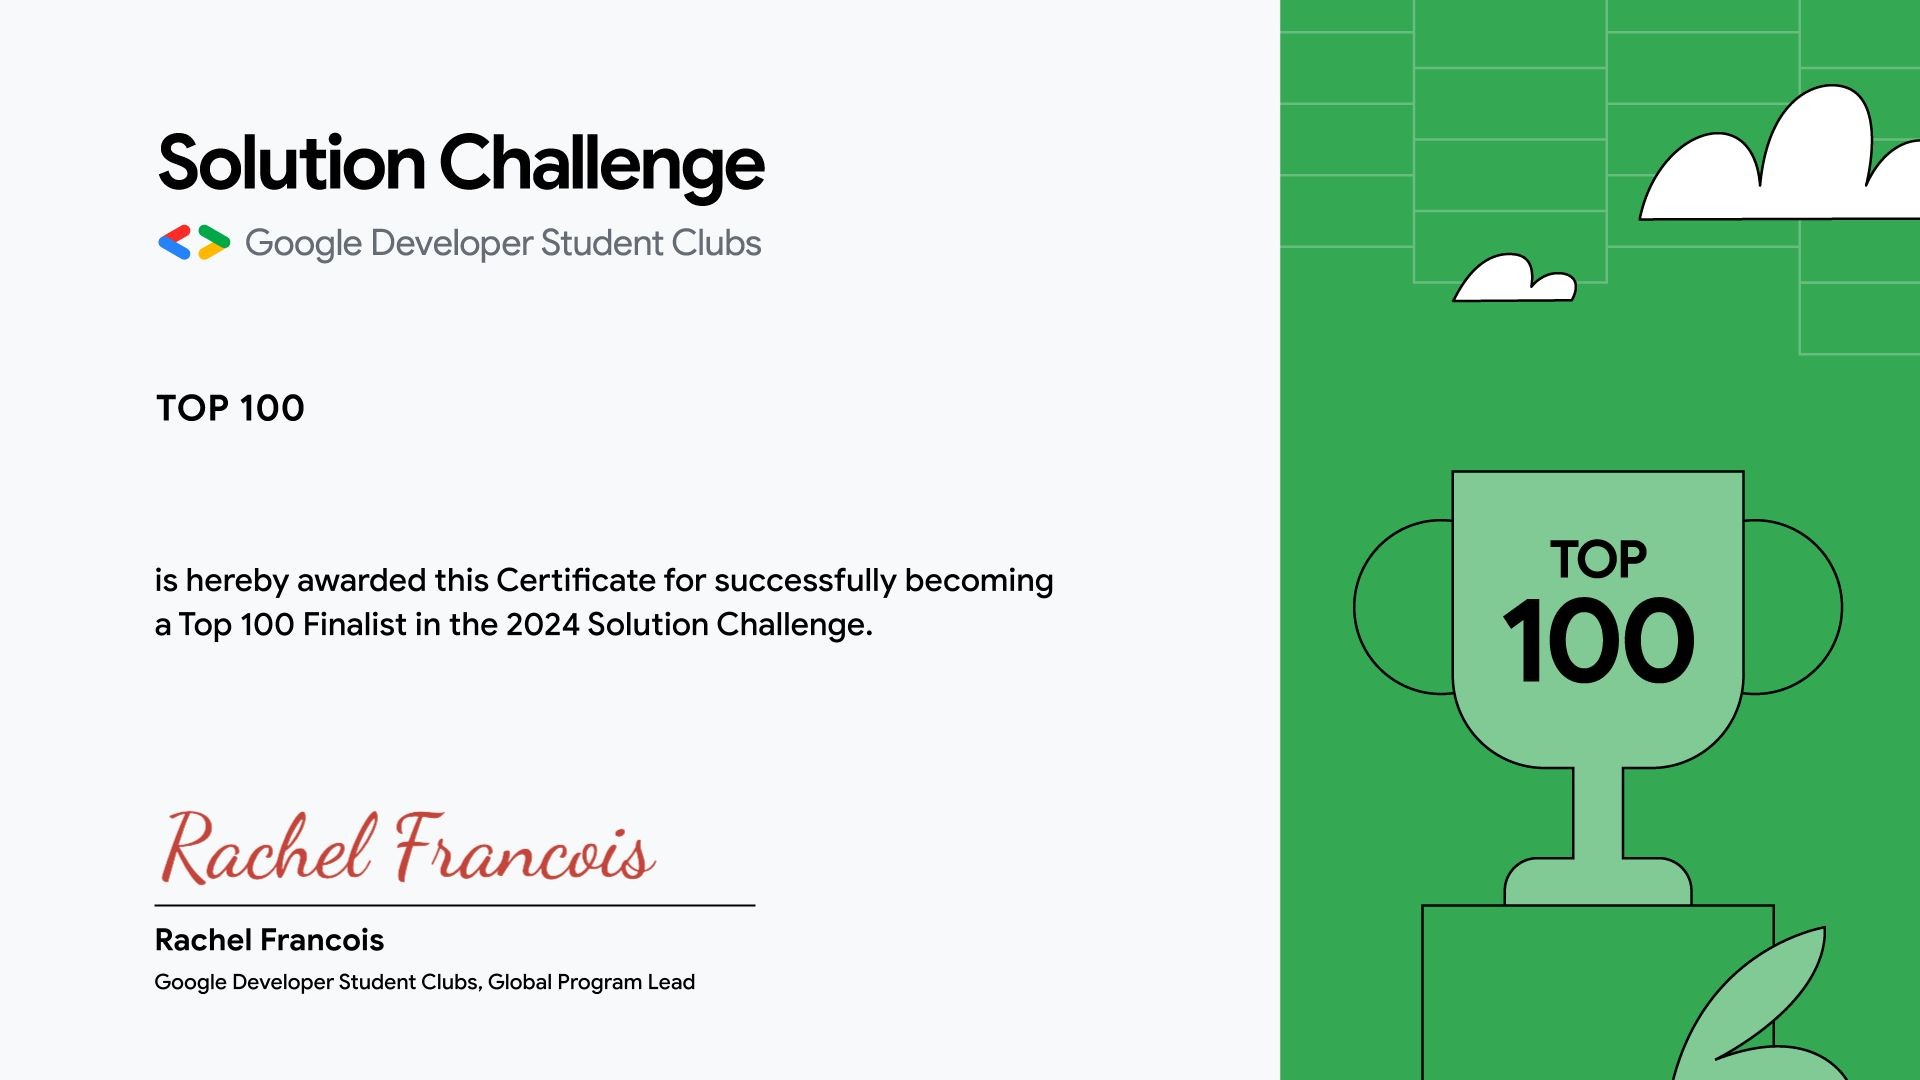 Solution Challenge
Google Developer Student Clubs
TOP 100
is hereby awarded this Certificate for successfully becoming
a Top 100 Finalist in the 2024 Solution Challenge.
Rachel Francois
Rachel Francois
Google Developer Student Clubs, Global Program Lead
TOP
100